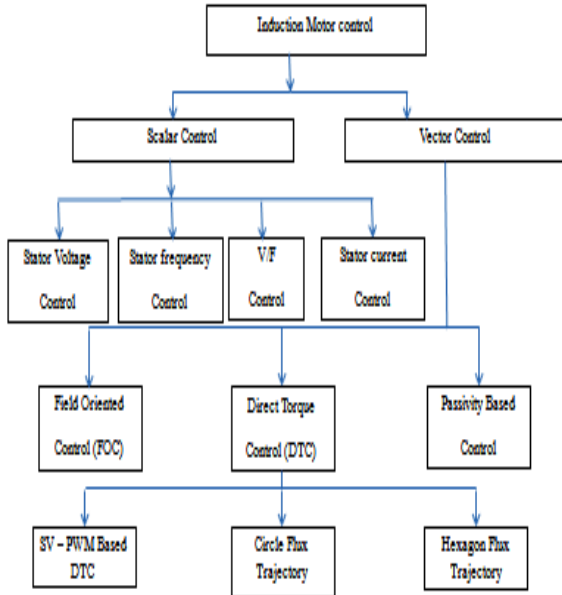 Induction Motor control
Scalar Control
Vector Control
Stator Voltage
Control
Stator frequency
Control
V/F
Control
Stator current
Control
Field Oriented
Control (FOC)
Direct Torque
Control (DTC)
Passivity Based
Control
SV – PWM Based
DTC
Circle Flux
Trajectory
Hexagon Flux
Trajectory